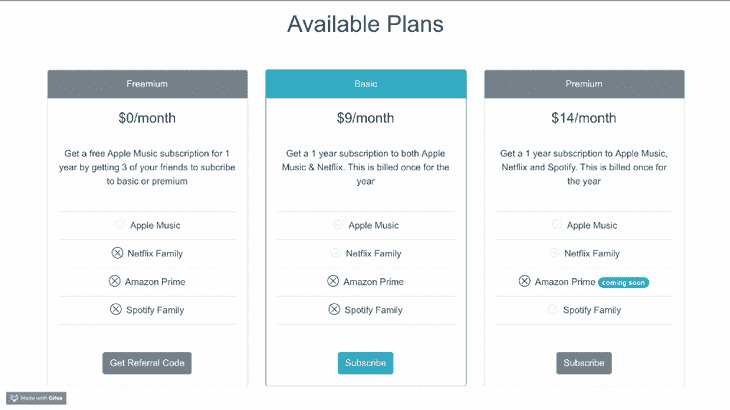 Available Plans
Freemium
$0/month
Get a free Apple Music subscription for 1
year by getting 3 of your friends to subcribe
to basic or premium
Apple Music
Netflix Family
Amazon Prime
Spotify Family
Get Referral Code
Basic
$9/month
Get a 1 year subscription to both Apple
Music & Netflix. This is billed once for the
year
Apple Music
Netflix Family
Amazon Prime
Spotify Family
Subscribe
Premium
$14/month
Get a 1 year subscription to Apple Music,
Netflix and Spotify. This is billed once for
the year
Apple Music
Netflix Family
Amazon Prime coming soon
Spotify Family
Subscribe
Made with Gifox